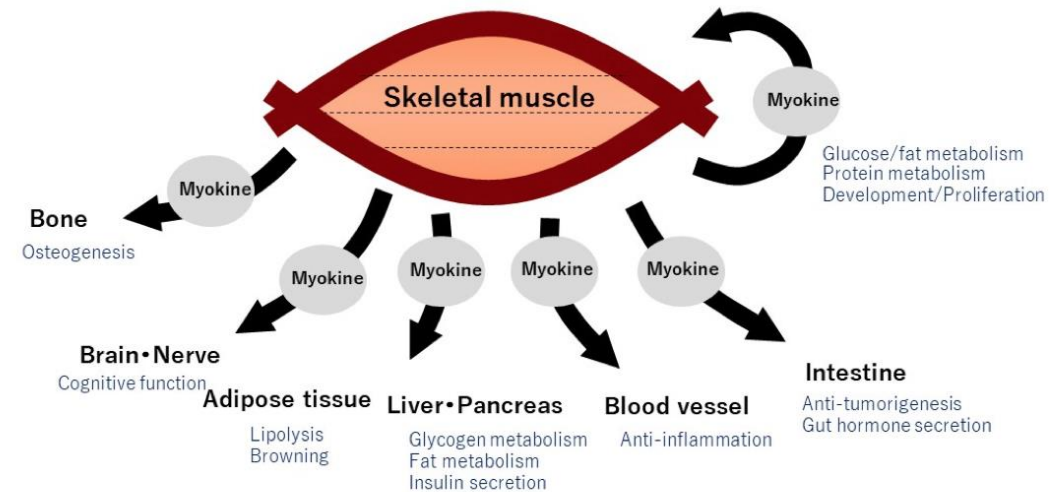 Skeletal muscle
Myokine
Glucose/fat metabolism
Protein metabolism
Development/Proliferation
Myokine
Bone
Osteogenesis
Myokine
Myokine
Myokine
Myokine
Brain•Nerve
Cognitive function
Adipose tissue
Lipolysis
Browning
Liver•Pancreas
Glycogen metabolism
Fat metabolism
Insulin secretion
Blood vessel
Anti-inflammation
Intestine
Anti-tumorigenesis
Gut hormone secretion